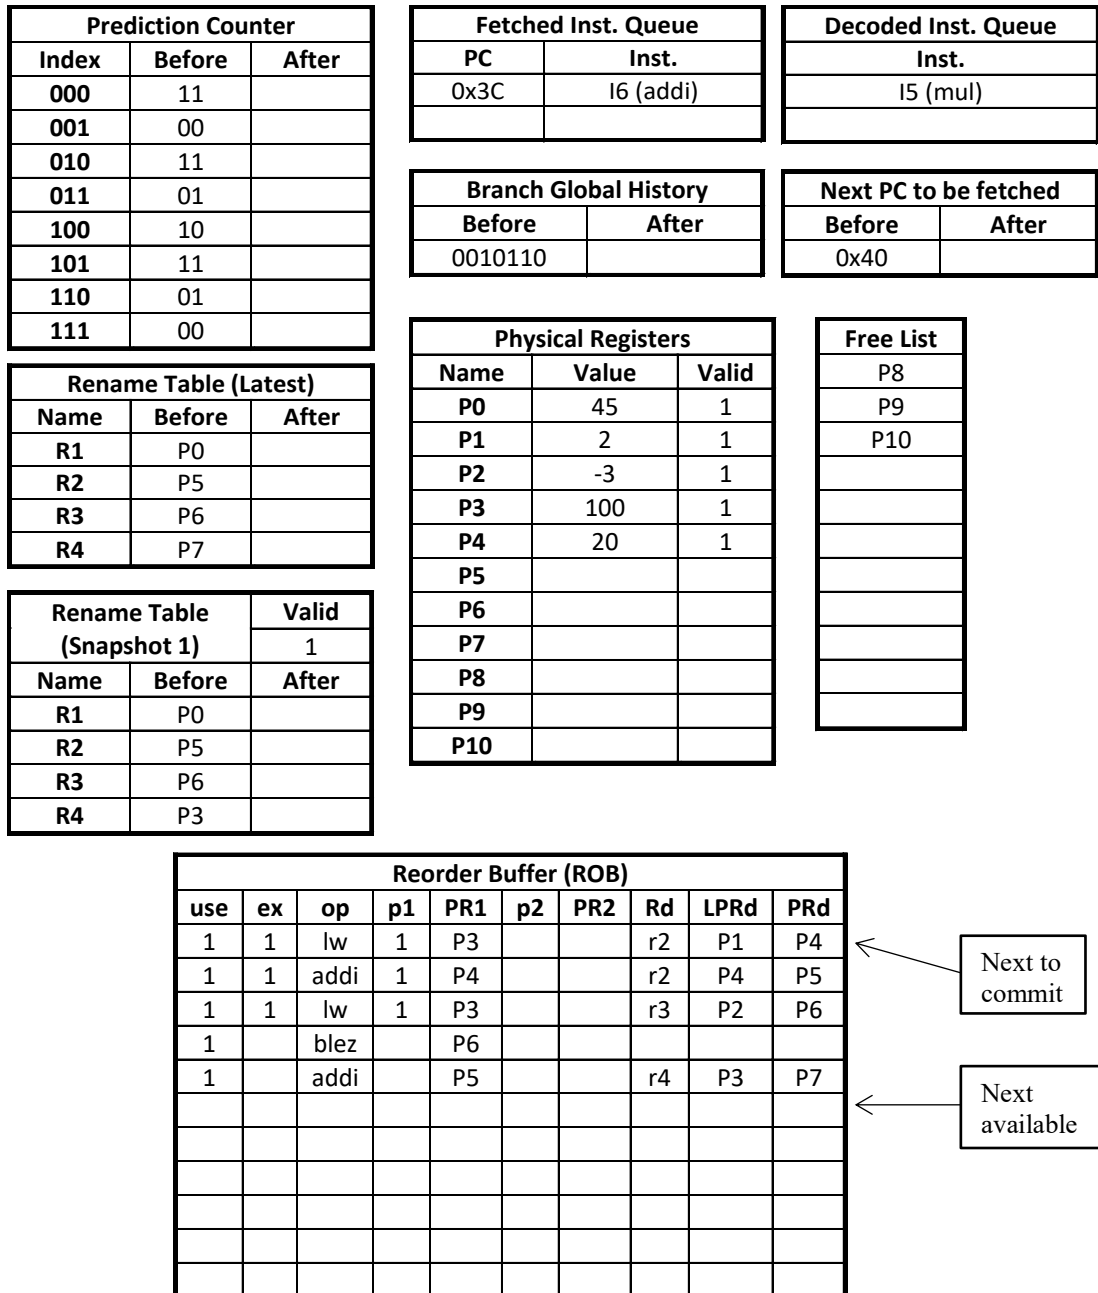 Prediction Counter
Index Before After
000 11
001 00
010 11
011 01
100 10
101 11
110 01
111 00
Fetched Inst. Queue
PC Inst.
0x3C I6 (addi)
Decoded Inst. Queue
Inst.
I5 (mul)
Branch Global History
Before After
0010110
Next PC to be fetched
Before After
0x40
Rename Table (Latest)
Name Before After
R1 P0
R2 P5
R3 P6
R4 P7
Rename Table Valid
(Snapshot 1) 1
Name Before After
R1 P0
R2 P5
R3 P6
R4 P3
Physical Registers
Name Value Valid
P0 45 1
P1 2 1
P2 -3 1
P3 100 1
P4 20 1
P5
P6
P7
P8
P9
P10
Free List
P8
P9
P10
Reorder Buffer (ROB)
use ex op p1 PR1 p2 PR2 Rd LPRd PRd
1 1 lw 1 P3 r2 P1 P4
1 1 addi 1 P4 r2 P4 P5
1 1 lw 1 P3 r3 P2 P6
1 blez P6
1 addi P5 r4 P3 P7
Next to
commit
Next
available